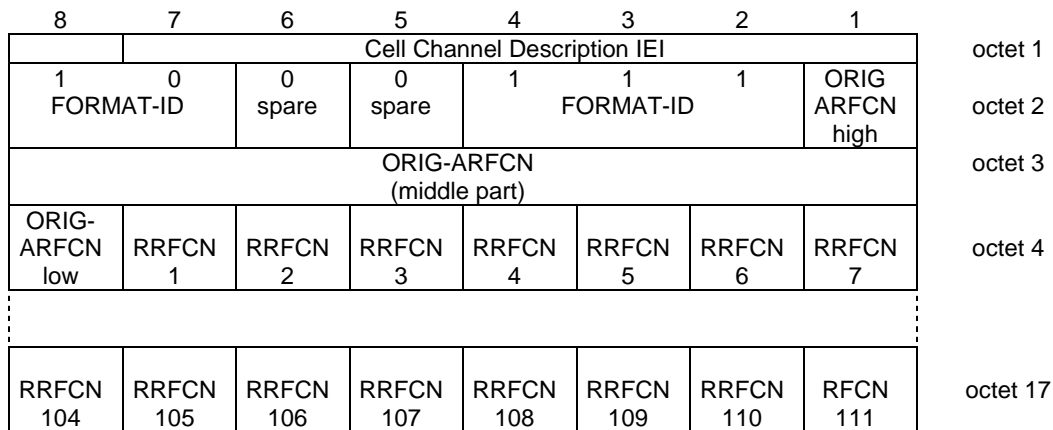 8 7 6 5 4 3 2 1
Cell Channel Description IEI octet 1
1 0 0 0 1 1 1 ORIG
FORMAT-ID spare spare FORMAT-ID ARFCN octet 2
high
ORIG-ARFCN octet 3
(middle part)
ORIG-
ARFCN RRFCN RRFCN RRFCN RRFCN RRFCN RRFCN RRFCN octet 4
low 1 2 3 4 5 6 7
RRFCN RRFCN RRFCN RRFCN RRFCN RRFCN RRFCN RFCN octet 17
104 105 106 107 108 109 110 111